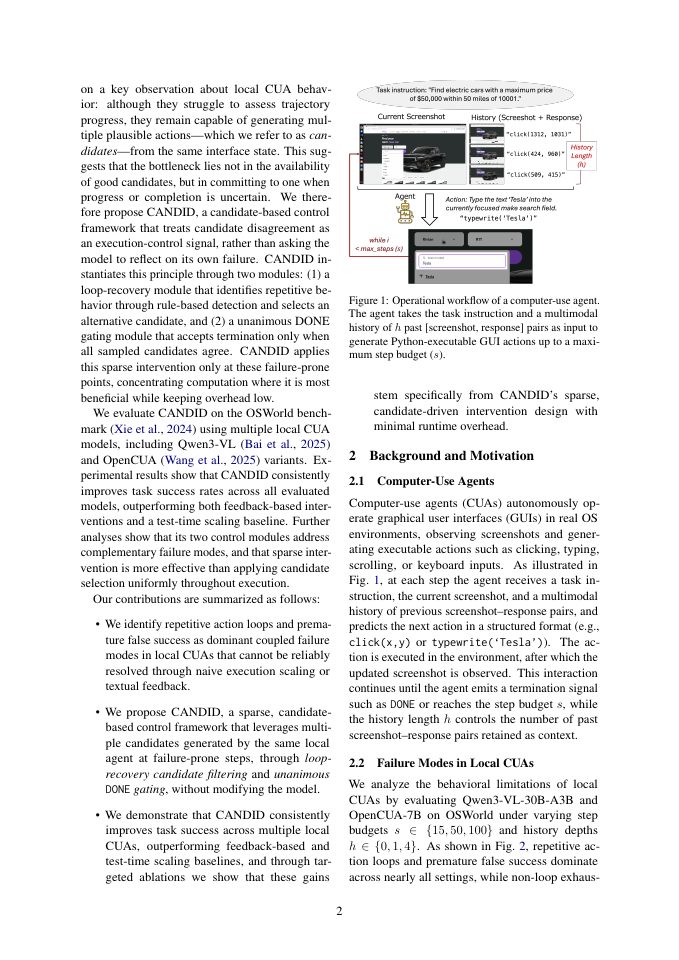 on a key observation about local CUA behav-
ior: although they struggle to assess trajectory
progress, they remain capable of generating mul-
tiple plausible actions—which we refer to as can-
didates—from the same interface state. This sug-
gests that the bottleneck lies not in the availability
of good candidates, but in committing to one when
progress or completion is uncertain. We there-
fore propose CANDID, a candidate-based control
framework that treats candidate disagreement as
an execution-control signal, rather than asking the
model to reflect on its own failure. CANDID in-
stantiates this principle through two modules: (1) a
loop-recovery module that identifies repetitive be-
havior through rule-based detection and selects an
alternative candidate, and (2) a unanimous DONE
gating module that accepts termination only when
all sampled candidates agree. CANDID applies
this sparse intervention only at these failure-prone
points, concentrating computation where it is most
beneficial while keeping overhead low.
We evaluate CANDID on the OSWorld bench-
mark (Xie et al., 2024) using multiple local CUA
models, including Qwen3-VL (Bai et al., 2025)
and OpenCUA (Wang et al., 2025) variants. Ex-
perimental results show that CANDID consistently
improves task success rates across all evaluated
models, outperforming both feedback-based inter-
ventions and a test-time scaling baseline. Further
analyses show that its two control modules address
complementary failure modes, and that sparse inter-
vention is more effective than applying candidate
selection uniformly throughout execution.
Our contributions are summarized as follows:
• We identify repetitive action loops and prema-
ture false success as dominant coupled failure
modes in local CUAs that cannot be reliably
resolved through naive execution scaling or
textual feedback.
• We propose CANDID, a sparse, candidate-
based control framework that leverages multi-
ple candidates generated by the same local
agent at failure-prone steps, through loop-
recovery candidate filtering and unanimous
DONE gating, without modifying the model.
• We demonstrate that CANDID consistently
improves task success across multiple local
CUAs, outperforming feedback-based and
test-time scaling baselines, and through tar-
geted ablations we show that these gains
Task instruction: "Find electric cars with a maximum price
of $50,000 within 50 miles of 10001."
Current Screenshot
History (Screeshot + Response)
"click(1312, 1031)"
"click(424, 960)"
"click(509, 415)"
History
Length
(h)
Agent
Action: Type the text 'Tesla' into the
currently focused make search field.
"typewrite('Tesla')"
while i
< max_steps (s)
Tesla
Tesla
Figure 1: Operational workflow of a computer-use agent.
The agent takes the task instruction and a multimodal
history of h past [screenshot, response] pairs as input to
generate Python-executable GUI actions up to a maxi-
mum step budget (s).
stem specifically from CANDID's sparse,
candidate-driven intervention design with
minimal runtime overhead.
2 Background and Motivation
2.1 Computer-Use Agents
Computer-use agents (CUAs) autonomously op-
erate graphical user interfaces (GUIs) in real OS
environments, observing screenshots and gener-
ating executable actions such as clicking, typing,
scrolling, or keyboard inputs. As illustrated in
Fig. 1, at each step the agent receives a task in-
struction, the current screenshot, and a multimodal
history of previous screenshot–response pairs, and
predicts the next action in a structured format (e.g.,
click(x,y) or typewrite('Tesla')). The ac-
tion is executed in the environment, after which the
updated screenshot is observed. This interaction
continues until the agent emits a termination signal
such as DONE or reaches the step budget s, while
the history length h controls the number of past
screenshot–response pairs retained as context.
2.2 Failure Modes in Local CUAs
We analyze the behavioral limitations of local
CUAs by evaluating Qwen3-VL-30B-A3B and
OpenCUA-7B on OSWorld under varying step
budgets s ∈ {15, 50, 100} and history depths
h ∈ {0, 1, 4}. As shown in Fig. 2, repetitive ac-
tion loops and premature false success dominate
across nearly all settings, while non-loop exhaus-
2